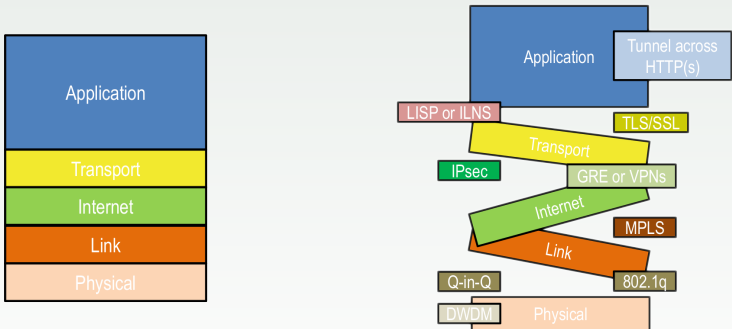 Application
Transport
Internet
Link
Physical
Application
Tunnel across
HTTP(s)
LISP or ILNS
TLS/SSL
Transport
IPsec
GRE or VPNs
Internet
MPLS
Link
Q-in-Q
802.1q
DWDM
Physical